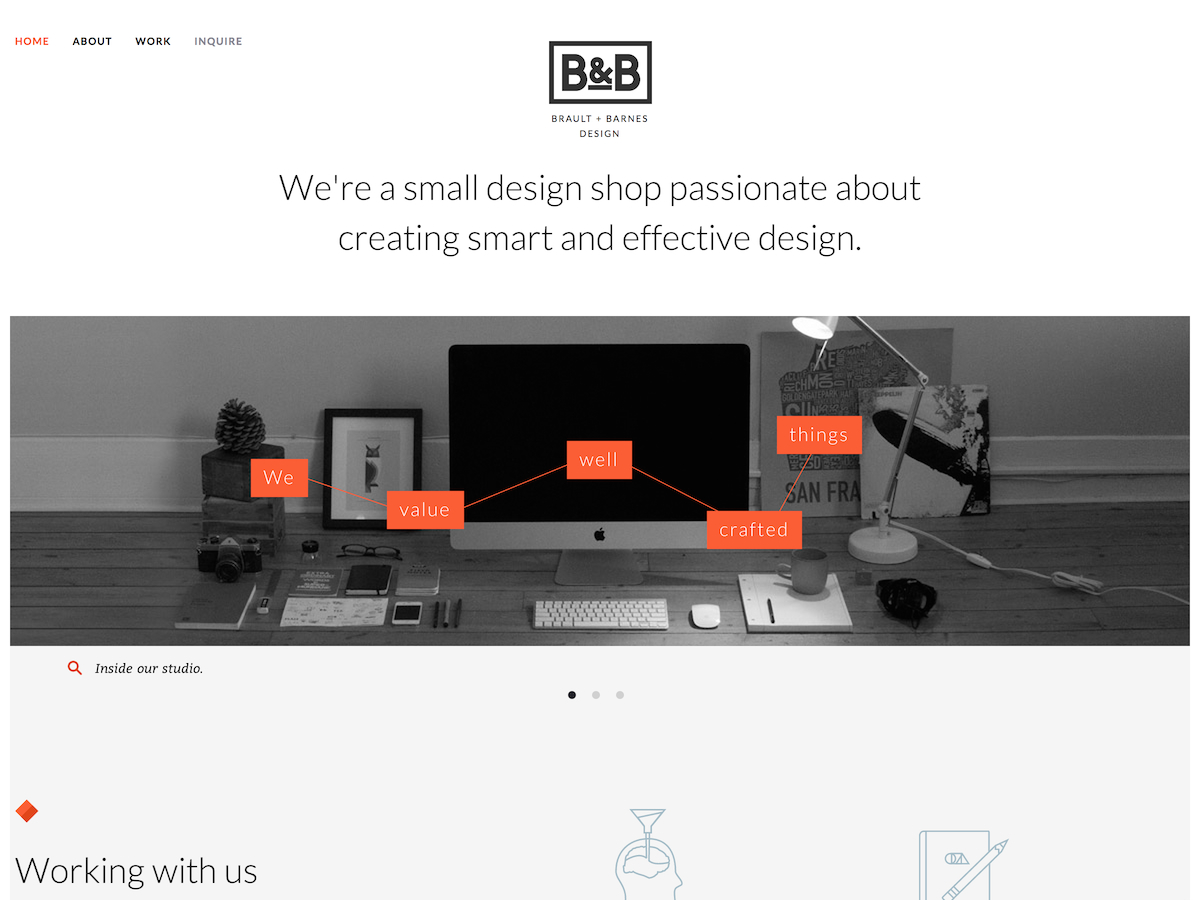 HOME ABOUT WORK INQUIRE
B&B
BRAULT + BARNES
DESIGN
We're a small design shop passionate about
creating smart and effective design.
We
value
well
crafted
things
SAN FRA
Inside our studio.
Working with us